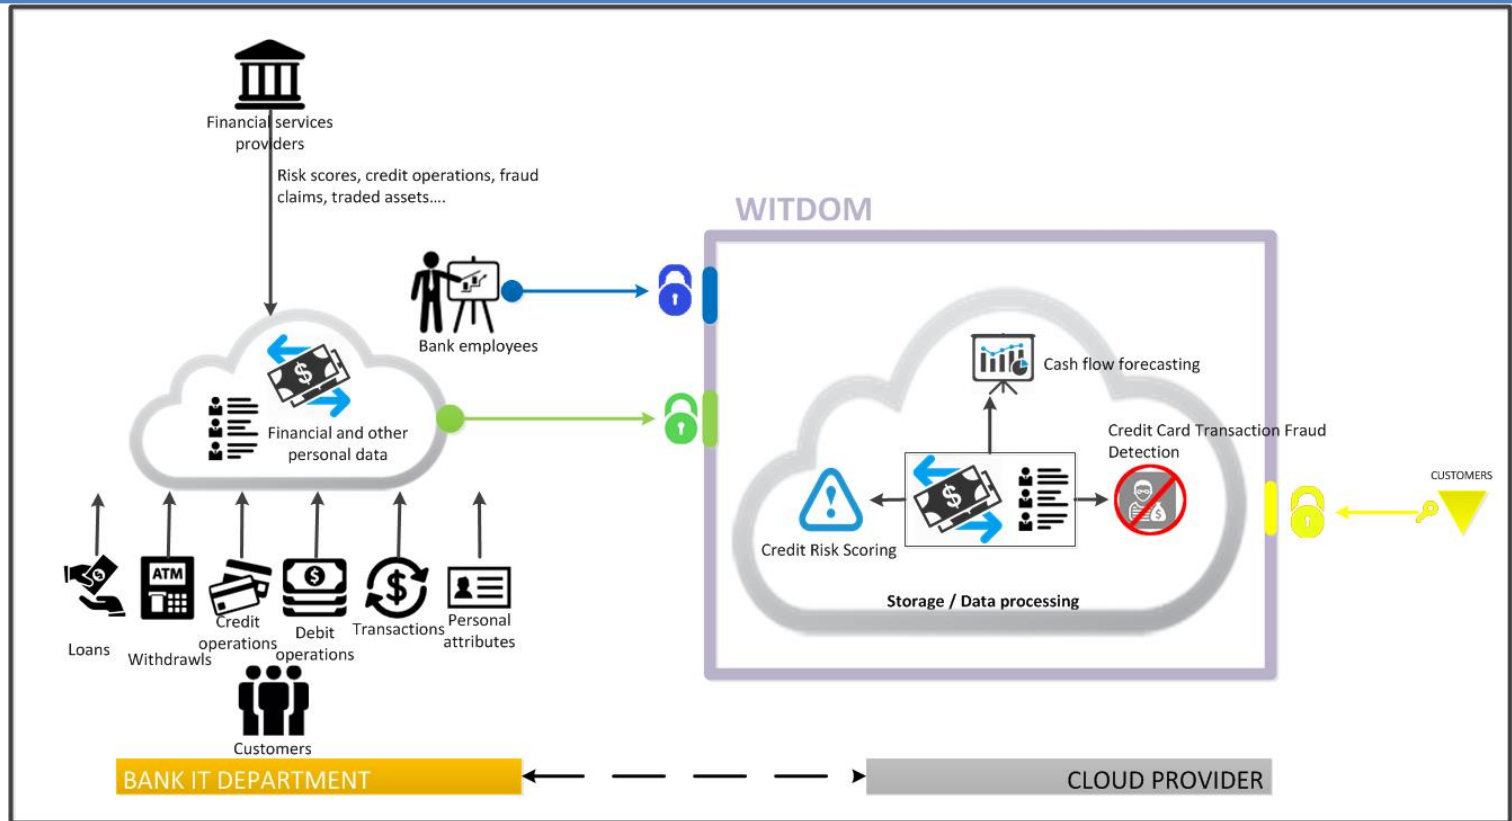 Financial services
providers
Risk scores, credit operations, fraud
claims, traded assets....
WITDOM
Bank employees
Cash flow forecasting
Financial and other
personal data
Credit Card Transaction Fraud
Detection
CUSTOMERS
Credit Risk Scoring
Storage / Data processing
ATM
Loans
Withdrawls
Credit
operations
Debit
operations
Transactions
Personal
attributes
Customers
BANK IT DEPARTMENT
CLOUD PROVIDER